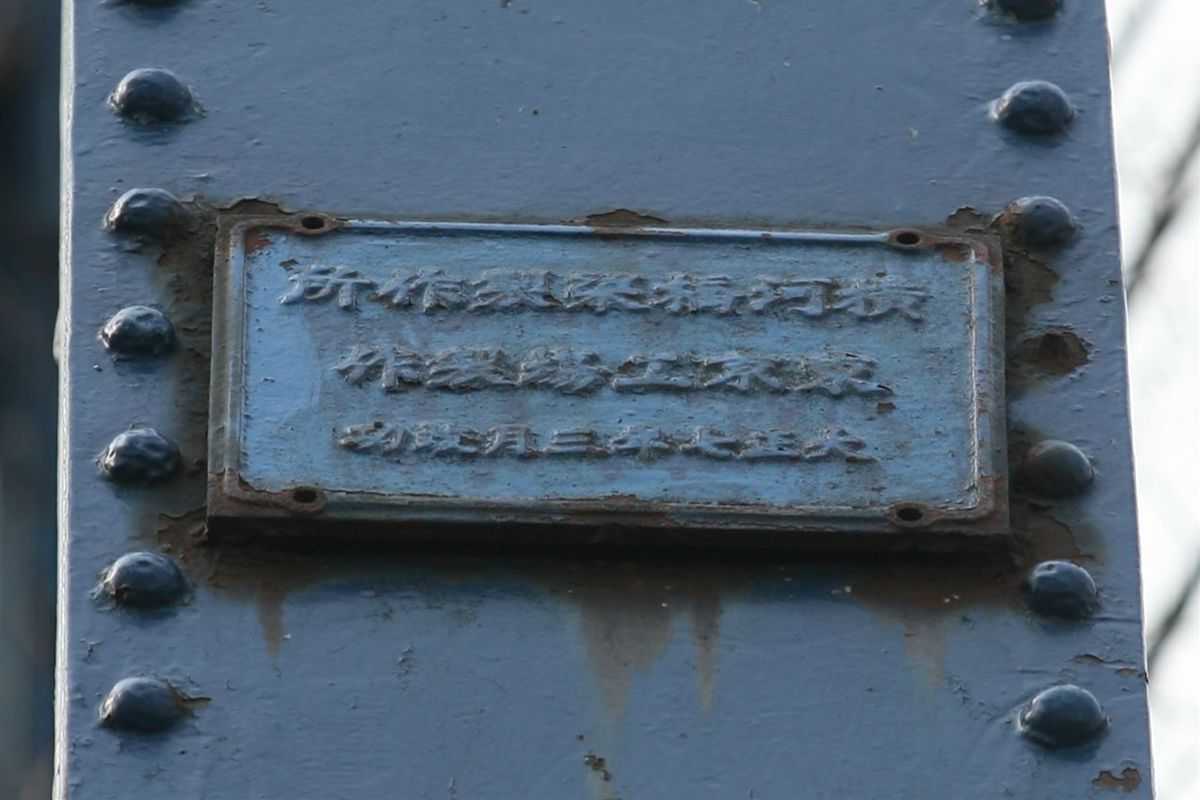 横河橋梁製作所
東京工場製作
大正七年三月竣功